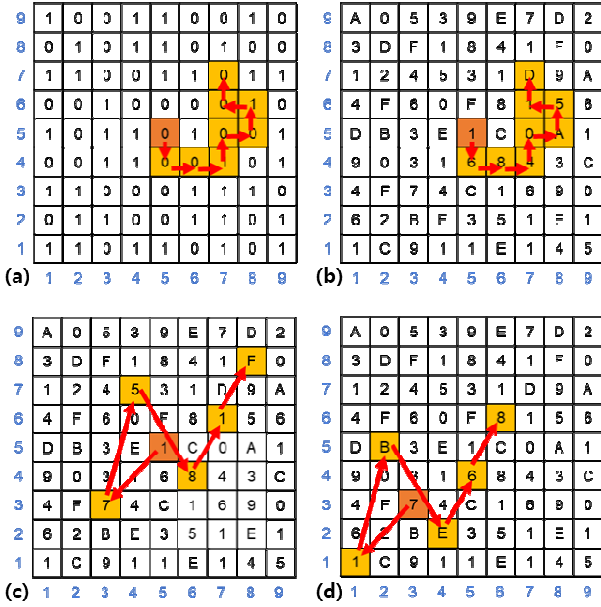 9 1 0 0 1 1 0 0 1 0
8 0 1 0 1 1 0 1 0 0
7 1 1 0 0 1 1 0 1 1
6 0 0 1 0 0 0 0 1 0
5 0 1 0 1 0 1 0 0 1
4 1 0 1 1 0 0 0 1
3 1 1 0 0 0 1 1 1 0
2 0 1 1 0 0 1 1 0 1
1 1 1 0 1 1 0 1 0 1
(a) 1 2 3 4 5 6 7 8 9
9 A 0 5 3 9 E 7 D 2
8 3 D F 1 8 4 1 F 0
7 1 2 4 5 3 1 D 9 A
6 4 F 6 0 F 8 5 6
5 D B 3 E 1 C 0 A 1
4 9 0 3 1 6 8 4 3 C
3 4 F 7 4 C 1 6 9 0
2 6 2 B F 3 5 1 F 1
1 1 C 9 1 1 E 1 4 5
(b) 1 2 3 4 5 6 7 8 9
9 A 0 5 3 9 E 7 D 2
8 3 D F 1 8 4 1 F 0
7 1 2 4 5 3 1 D 9 A
6 4 F 6 0 F 8 1 5 6
5 D B 3 E 1 C 0 A 1
4 9 0 3 1 6 8 4 3 C
3 4 F 7 4 C 1 6 9 0
2 6 2 B E 3 5 1 E 1
1 1 C 9 1 1 E 1 4 5
(c) 1 2 3 4 5 6 7 8 9
9 A 0 5 3 9 E 7 D 2
8 3 D F 1 8 4 1 F 0
7 1 2 4 5 3 1 D 9 A
6 4 F 6 0 F 8 1 5 6
5 D B 3 E 1 C 0 A 1
4 9 0 3 1 6 8 4 3 C
3 4 F 7 4 C 1 6 9 0
2 6 2 B E 3 5 1 E 1
1 1 C 9 1 1 E 1 4 5
(d) 1 2 3 4 5 6 7 8 9